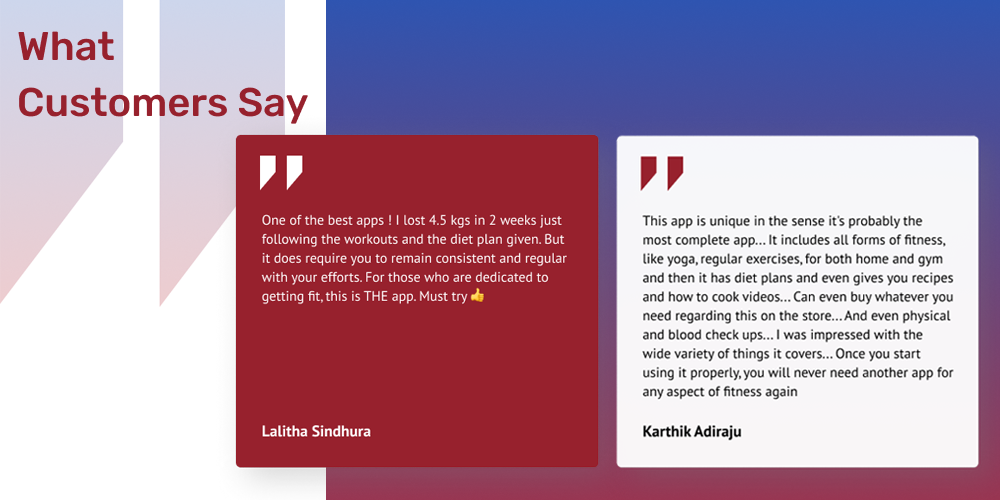 What
Customers Say
One of the best apps ! I lost 4.5 kgs in 2 weeks just
following the workouts and the diet plan given. But
it does require you to remain consistent and regular
with your efforts. For those who are dedicated to
getting fit, this is THE app. Must try 👍
Lalitha Sindhura
This app is unique in the sense it's probably the
most complete app... It includes all forms of fitness,
like yoga, regular exercises, for both home and gym
and then it has diet plans and even gives you recipes
and how to cook videos... Can even buy whatever you
need regarding this on the store... And even physical
and blood check ups... I was impressed with the
wide variety of things it covers... Once you start
using it properly, you will never need another app for
any aspect of fitness again
Karthik Adiraju